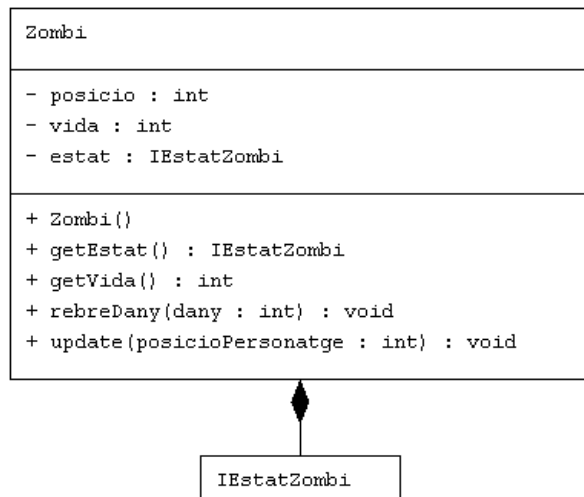 Zombi
- posicio : int
- vida : int
- estat : IEstatZombi
+ Zombi()
+ getEstat() : IEstatZombi
+ getVida() : int
+ rebreDany(dany : int) : void
+ update(posicioPersonatge : int) : void
IEstatZombi